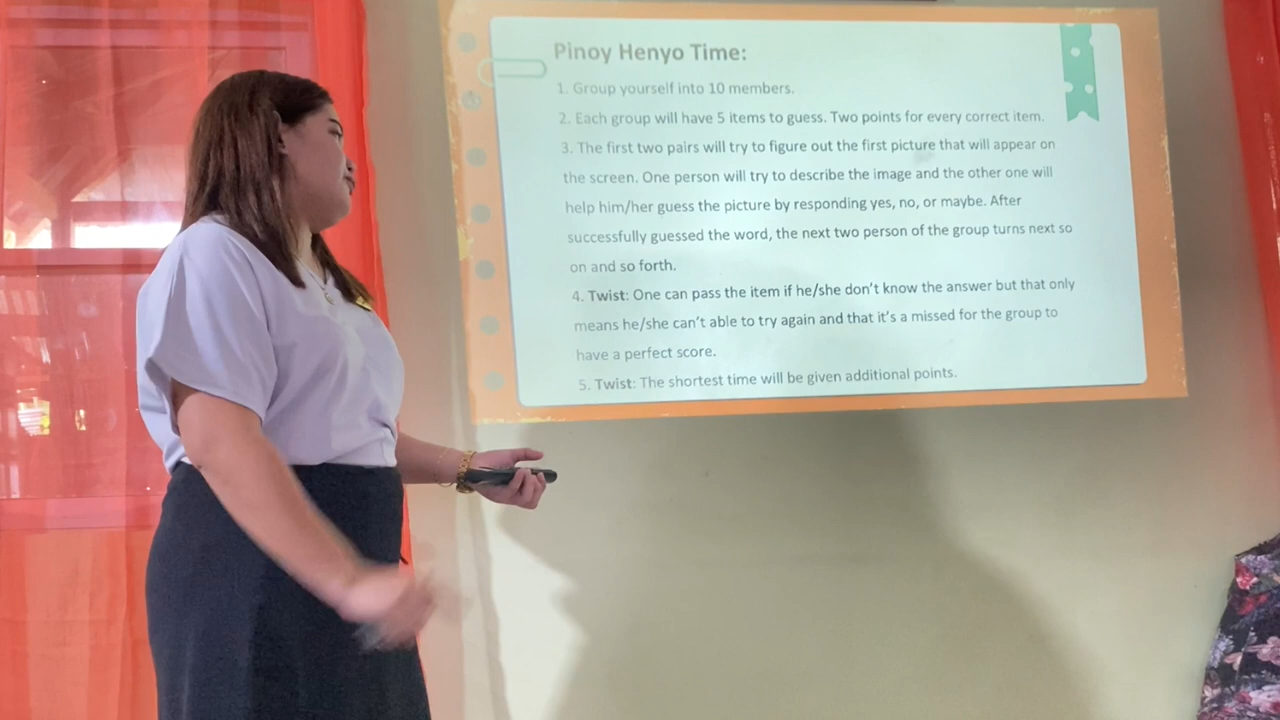 Pinoy Henyo Time:
1. Group yourself into 10 members.
2. Each group will have 5 items to guess. Two points for every correct item.
3. The first two pairs will try to figure out the first picture that will appear on
the screen. One person will try to describe the image and the other one will
help him/her guess the picture by responding yes, no, or maybe. After
successfully guessed the word, the next two person of the group turns next so
on and so forth.
4. Twist: One can pass the item if he/she don't know the answer but that only
means he/she can't able to try again and that it's a missed for the group to
have a perfect score.
5. Twist: The shortest time will be given additional points.